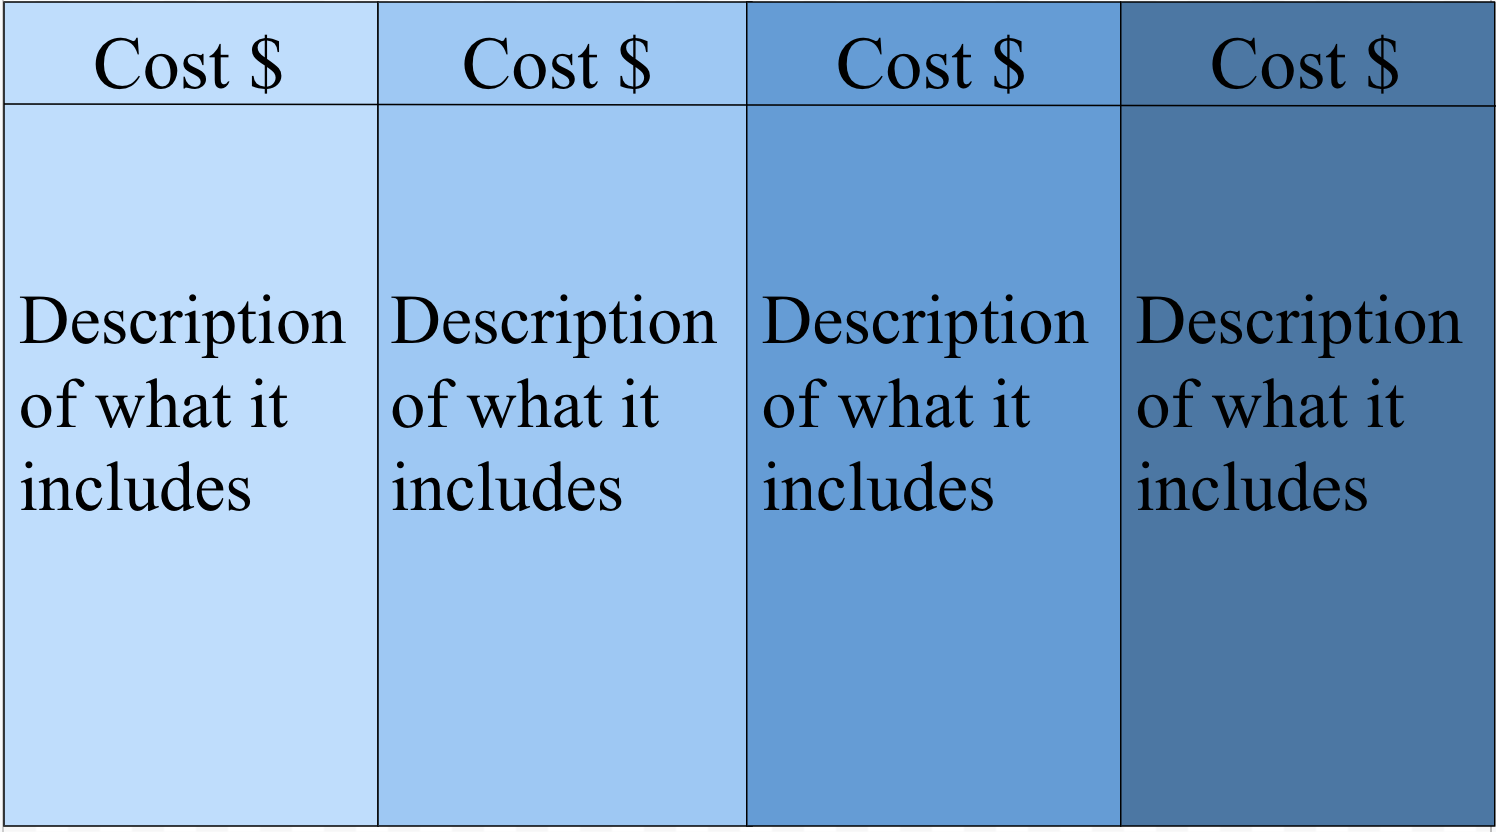 Cost $
Cost $
Cost $
Cost $
Description
of what it
includes
Description
of what it
includes
Description
of what it
includes
Description
of what it
includes